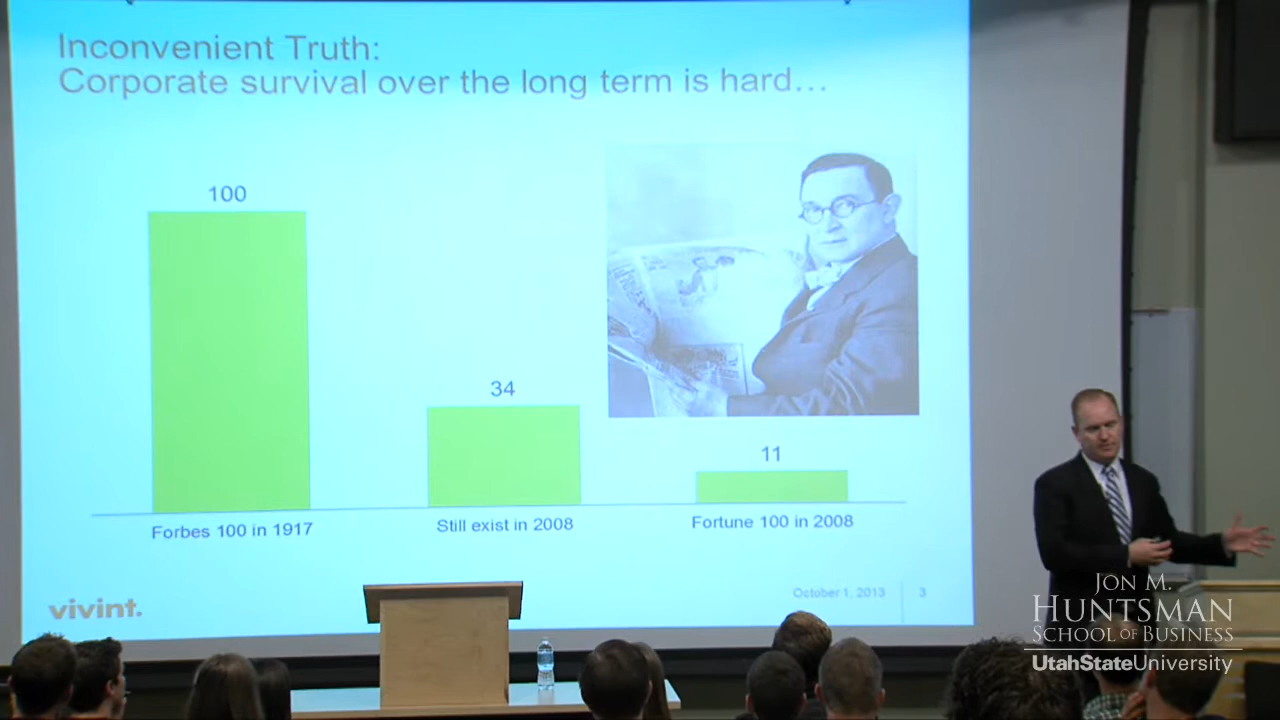 Inconvenient Truth:
Corporate survival over the long term is hard…
100
34
11
Forbes 100 in 1917
Still exist in 2008
Fortune 100 in 2008
vivint.
October 1, 2013
3
JON M.
HUNTSMAN
SCHOOL OF BUSINESS
UtahStateUniversity